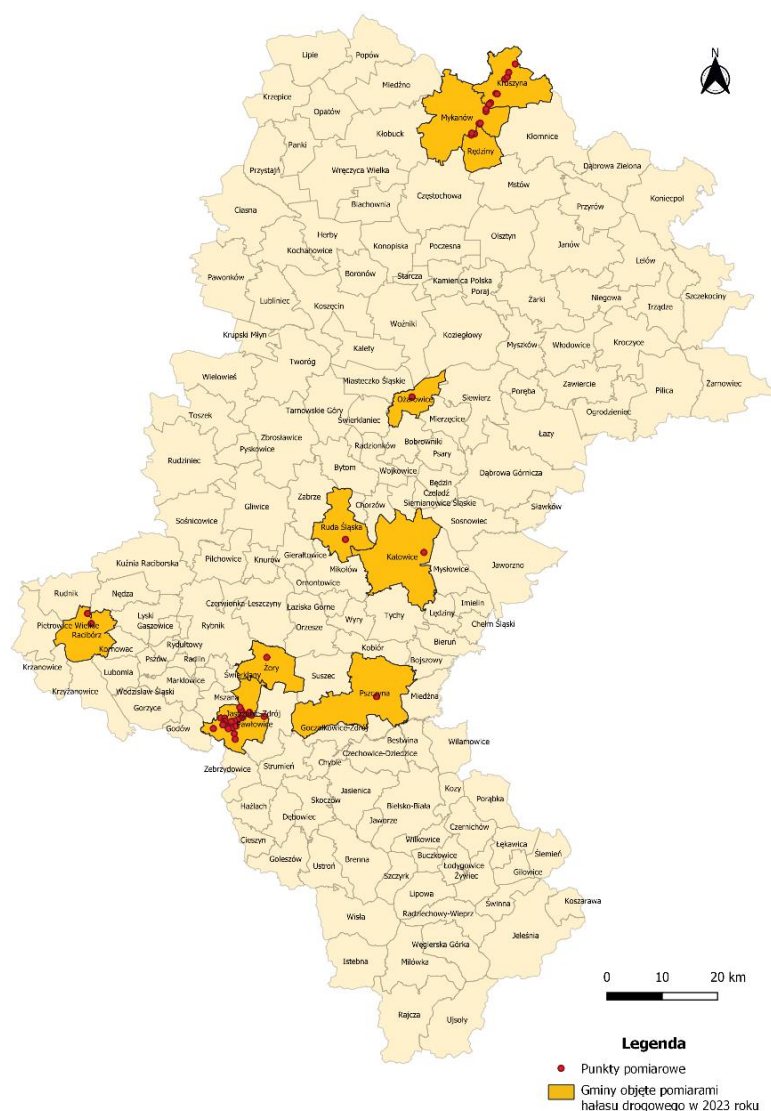 N
Lipie
Popów
Miedźno
Kruszyna
Krzepice
Opatów
Mykanów
Kłobuck
Kłomnice
Panki
Rędziny
Dąbrowa Zielona
Przystajń
Wręczyca Wielka
Mstów
Koniecpol
Częstochowa
Blachownia
Przyrów
Ciasna
Herby
Olsztyn
Konopiska
Poczesna
Janów
Kochanowice
Lelów
Boronów
Starcza
Kamienica Polska
Pawonków
Poraj
Szczekociny
Lubliniec
Niegowa
Koszęcin
Żarki
Irządze
Woźniki
Krupski Młyn
Koziegłowy
Myszków
Włodowice
Kroczyce
Kalety
Tworóg
Wielowieś
Miasteczko Śląskie
Poręba
Zawiercie
Pilica
Żarnowiec
Ożarowice
Siewierz
Toszek
Tarnowskie Góry
Mierzęcice
Ogrodzieniec
Świerklaniec
Zbrosławice
Bobrowniki
Łazy
Radzionków
Pyskowice
Psary
Rudziniec
Bytom
Wojkowice
Dąbrowa Górnicza
Będzin
Zabrze
Czeladź
Gliwice
Chorzów
Siemianowice Śląskie
Sławków
Sośnicowice
Ruda Śląska
Sosnowiec
Katowice
Kuźnia Raciborska
Pilchowice
Knurów
Gierałtowice
Mikołów
Mysłowice
Jaworzno
Rudnik
Nędza
Ornontowice
Imielin
Czerwionka-Leszczyny
Łaziska Górne
Tychy
Lędziny
Lyski
Pietrowice Wielkie
Gaszowice
Rybnik
Orzesze
Wyry
Chełm Śląski
Racibórz
Bieruń
Kornowac
Rydułtowy
Kobiór
Bojszowy
Pszów
Radlin
Żory
Krzanowice
Lubomia
Świerklany
Suszec
Marklowice
Miedźna
Krzyżanowice
Wodzisław Śląski
Mszana
Pszczyna
Gorzyce
Jastrzębie-Zdrój
Godów
Pawłowice
Goczałkowice-Zdrój
Bestwina
Wilamowice
Czechowice-Dziedzice
Zebrzydowice
Strumień
Chybie
Jasienica
Kozy
Hażlach
Skoczów
Bielsko-Biała
Porąbka
Dębowiec
Jaworze
Czernichów
Cieszyn
Wilkowice
Łękawica
Goleszów
Brenna
Buczkowice
Ślemień
Ustroń
Łodygowice
Szczyrk
Żywiec
Gilowice
Lipowa
Koszarawa
Świnna
Wisła
Radziechowy-Wieprz
Jeleśnia
Węgierska Górka
Istebna
Milówka
0 10 20 km
Rajcza
Ujsoły
Legenda
Punkty pomiarowe
Gminy objęte pomiarami
hałasu drogowego w 2023 roku